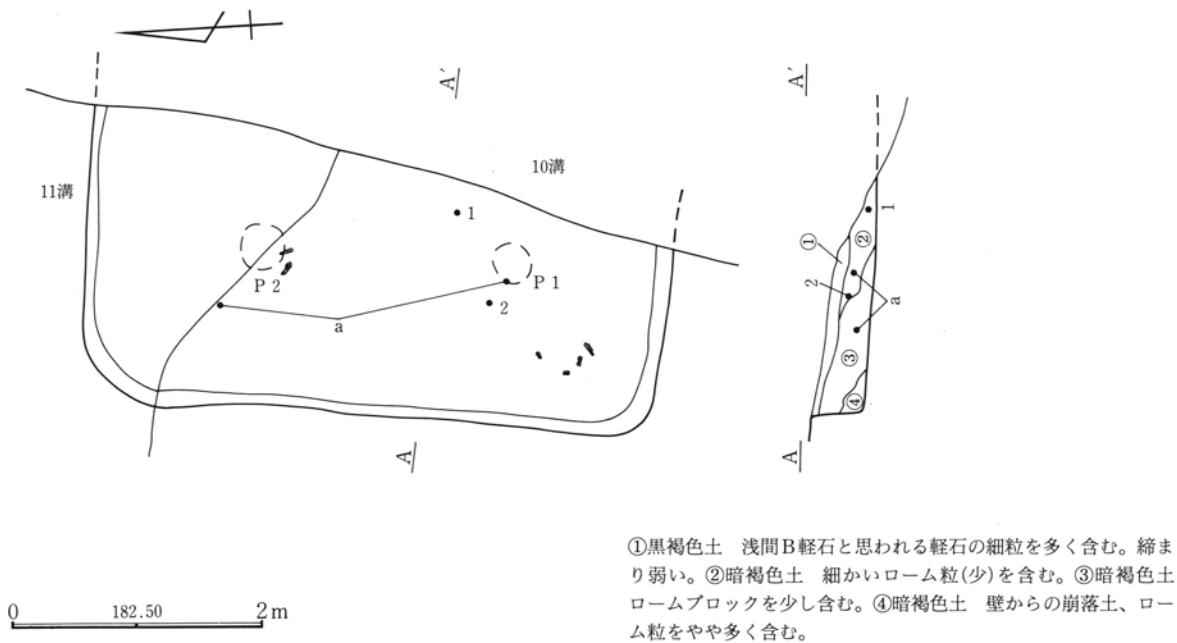 A´
A´
11溝
10溝
1
1
①
②
P 2
P 1
2
2
a
a
③
④
A
A
①黒褐色土　浅間B軽石と思われる軽石の細粒を多く含む。締ま
り弱い。②暗褐色土　細かいローム粒(少)を含む。③暗褐色土
ロームブロックを少し含む。④暗褐色土　壁からの崩落土、ロー
ム粒をやや多く含む。
0 182.50 2m